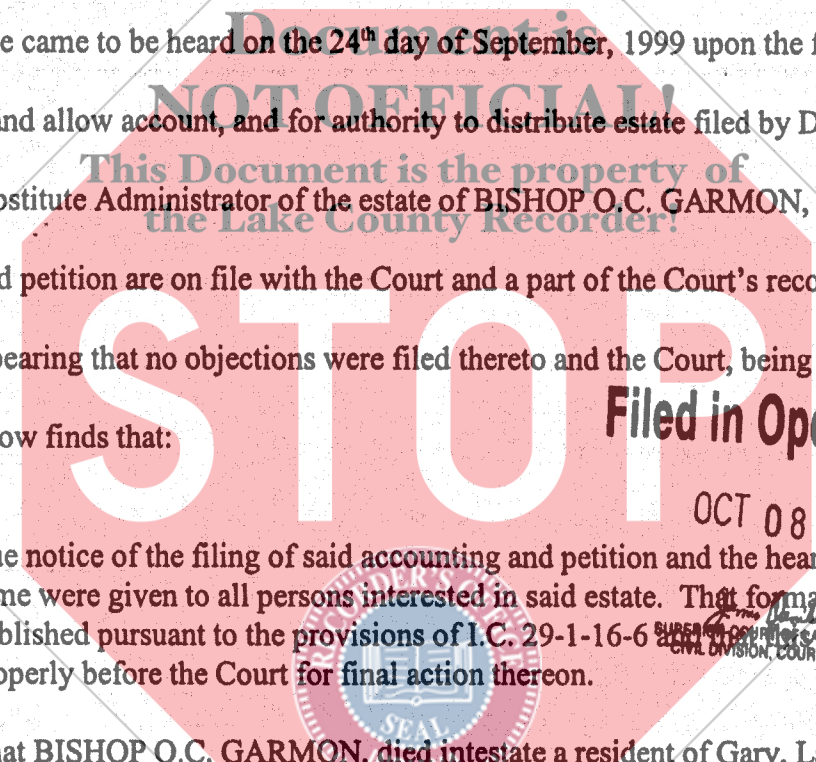 Document is
e came to be heard on the 24th day of September, 1999 upon the f
NOT OFFICIAL!
nd allow account, and for authority to distribute estate filed by D
This Document is the property of
ostitute Administrator of the estate of BISHOP O.C. GARMON,
the Lake County Recorder!
d petition are on file with the Court and a part of the Court's reco
STOP
pearing that no objections were filed thereto and the Court, being
Filed in Ope
ow finds that:
OCT 08
ue notice of the filing of said accounting and petition and the hear
me were given to all persons interested in said estate. That forma
blished pursuant to the provisions of I.C. 29-1-16-6
CIVIL DIVISION, COUR
operly before the Court for final action thereon.
SEAL
nat BISHOP O.C. GARMON, died intestate a resident of Gary, La